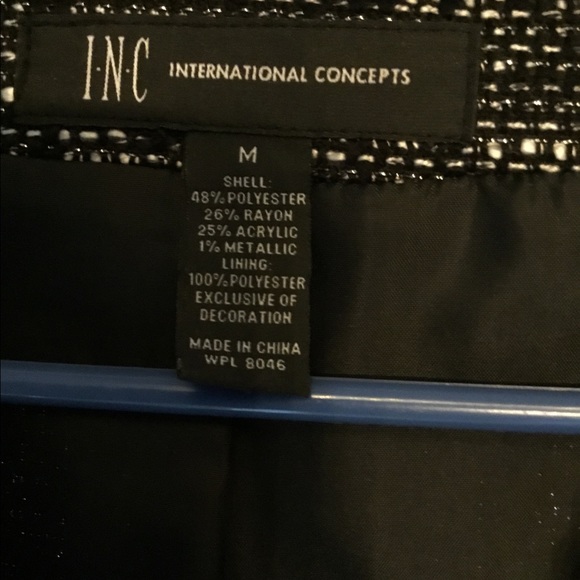 I·N·C INTERNATIONAL CONCEPTS
M
SHELL:
48% POLYESTER
26% RAYON
25% ACRYLIC
1% METALLIC
LINING:
100% POLYESTER
EXCLUSIVE OF
DECORATION
MADE IN CHINA
WPL 8046